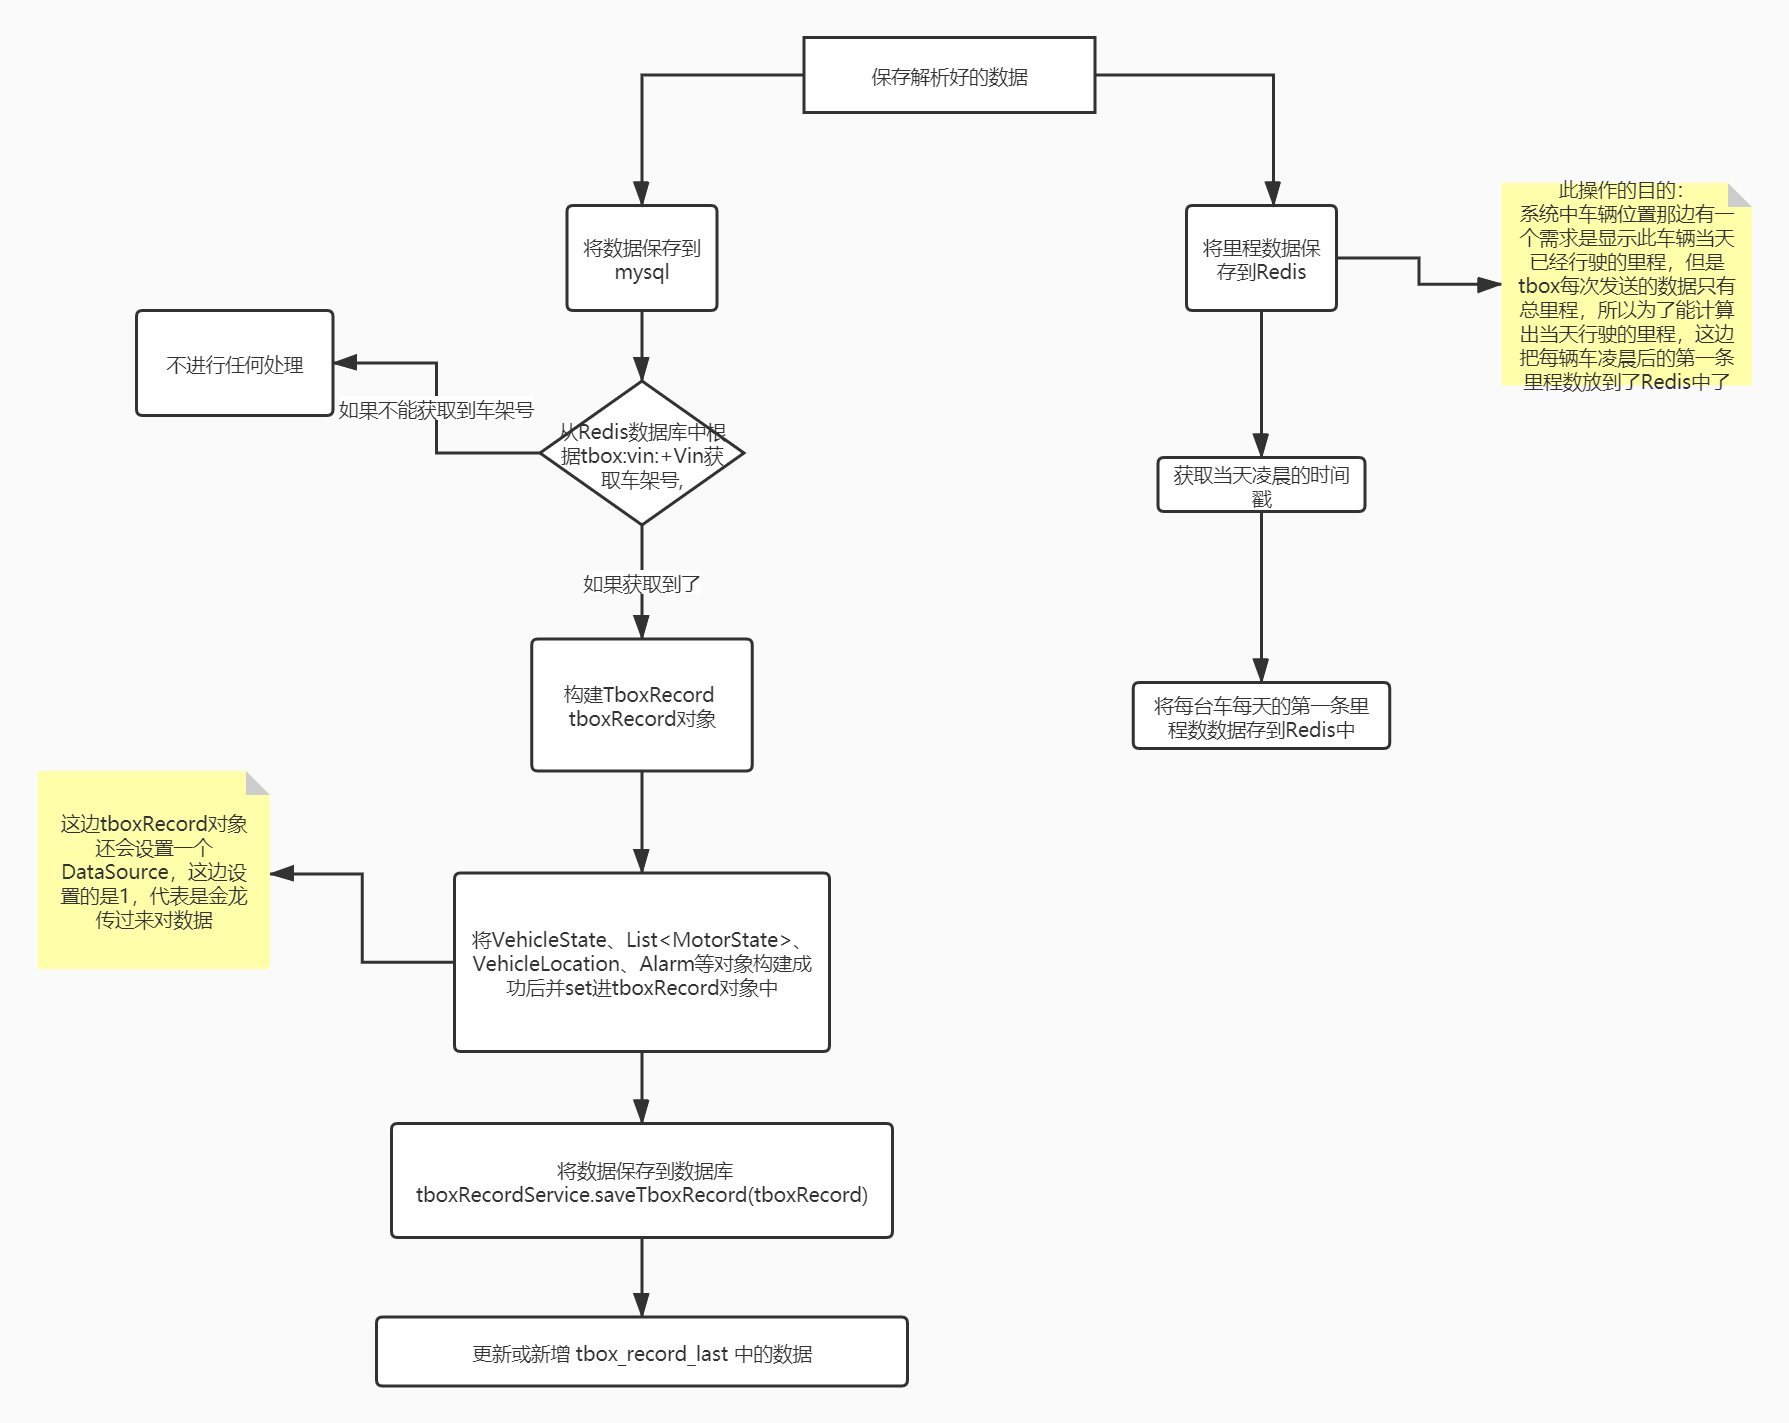 保存解析好的数据
将数据保存到
mysql
将里程数据保
存到Redis
此操作的目的：
系统中车辆位置那边有一
个需求是显示此车辆当天
已经行驶的里程，但是
tbox每次发送的数据只有
总里程，所以为了能计算
出当天行驶的里程，这边
把每辆车凌晨后的第一条
里程数放到了Redis中了
不进行任何处理
如果不能获取到车架号
从Redis数据库中根
据tbox:vin:+Vin获
取车架号,
获取当天凌晨的时间
戳
如果获取到了
构建TboxRecord
tboxRecord对象
将每台车每天的第一条里
程数数据存到Redis中
这边tboxRecord对象
还会设置一个
DataSource，这边设
置的是1，代表是金龙
传过来对数据
将VehicleState、List<MotorState>、
VehicleLocation、Alarm等对象构建成
功后并set进tboxRecord对象中
将数据保存到数据库
tboxRecordService.saveTboxRecord(tboxRecord)
更新或新增 tbox_record_last 中的数据